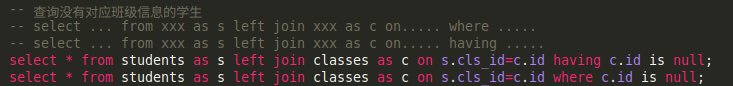 -- 查询没有对应班级信息的学生
-- select ... from xxx as s left join xxx as c on..... where .....
-- select ... from xxx as s left join xxx as c on..... having .....
select * from students as s left join classes as c on s.cls_id=c.id having c.id is null;
select * from students as s left join classes as c on s.cls_id=c.id where c.id is null;